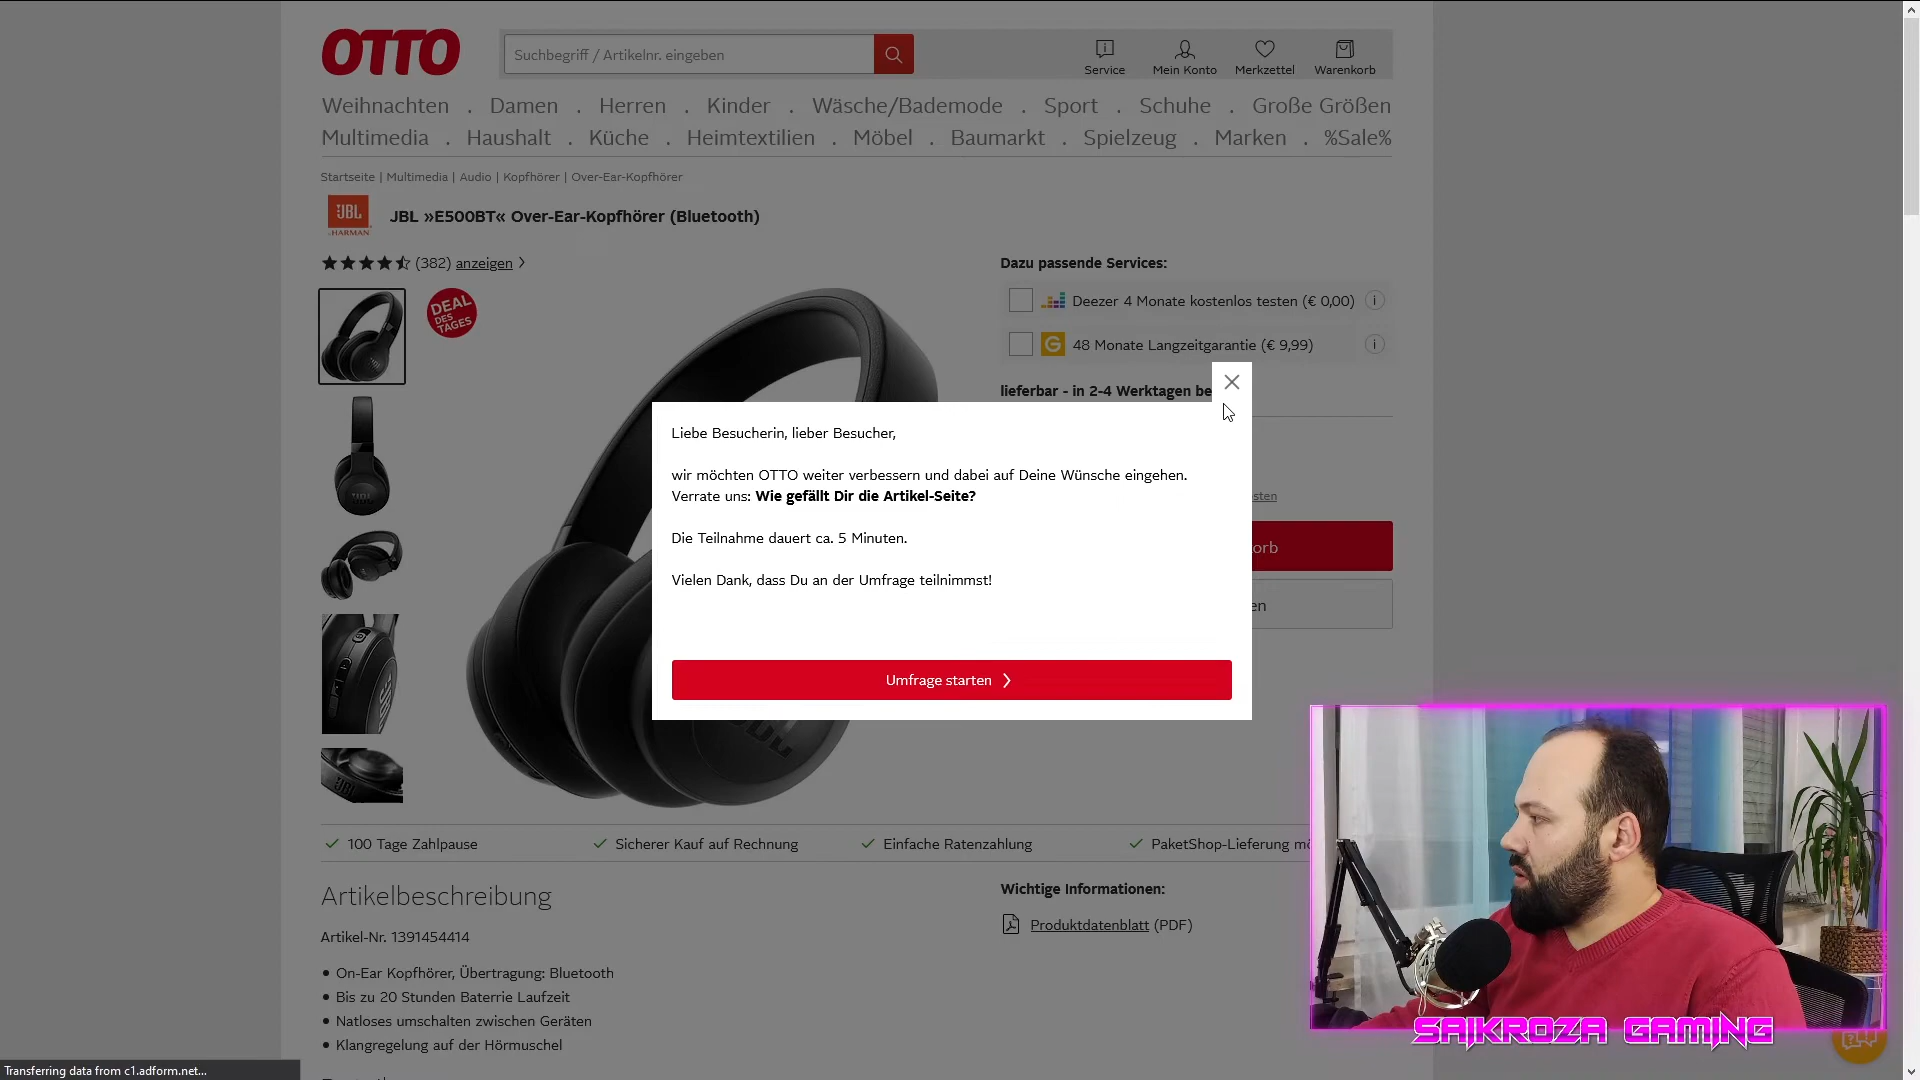 OTTO
Suchbegriff / Artikelnr. eingeben
Service
Mein Konto
Merkzettel
Warenkorb
Weihnachten . Damen . Herren . Kinder . Wäsche/Bademode . Sport . Schuhe . Große Größen
Multimedia . Haushalt . Küche . Heimtextilien . Möbel . Baumarkt . Spielzeug . Marken . %Sale%
Startseite | Multimedia | Audio | Kopfhörer | Over-Ear-Kopfhörer
JBL
HARMAN
JBL »E500BT« Over-Ear-Kopfhörer (Bluetooth)
(382) anzeigen
DEAL
DES
TAGES
Dazu passende Services:
Deezer 4 Monate kostenlos testen (€ 0,00) i
G 48 Monate Langzeitgarantie (€ 9,99) i
lieferbar - in 2-4 Werktagen be
Liebe Besucherin, lieber Besucher,
wir möchten OTTO weiter verbessern und dabei auf Deine Wünsche eingehen.
Verrate uns: Wie gefällt Dir die Artikel-Seite?
Die Teilnahme dauert ca. 5 Minuten.
Vielen Dank, dass Du an der Umfrage teilnimmst!
Umfrage starten
sten
orb
en
100 Tage Zahlpause
Sicherer Kauf auf Rechnung
Einfache Ratenzahlung
PaketShop-Lieferung mö
Artikelbeschreibung
Artikel-Nr. 1391454414
• On-Ear Kopfhörer, Übertragung: Bluetooth
• Bis zu 20 Stunden Baterrie Laufzeit
• Natloses umschalten zwischen Geräten
• Klangregelung auf der Hörmuschel
Wichtige Informationen:
Produktdatenblatt (PDF)
SAIKROZA GAMING
Transferring data from c1.adform.net...